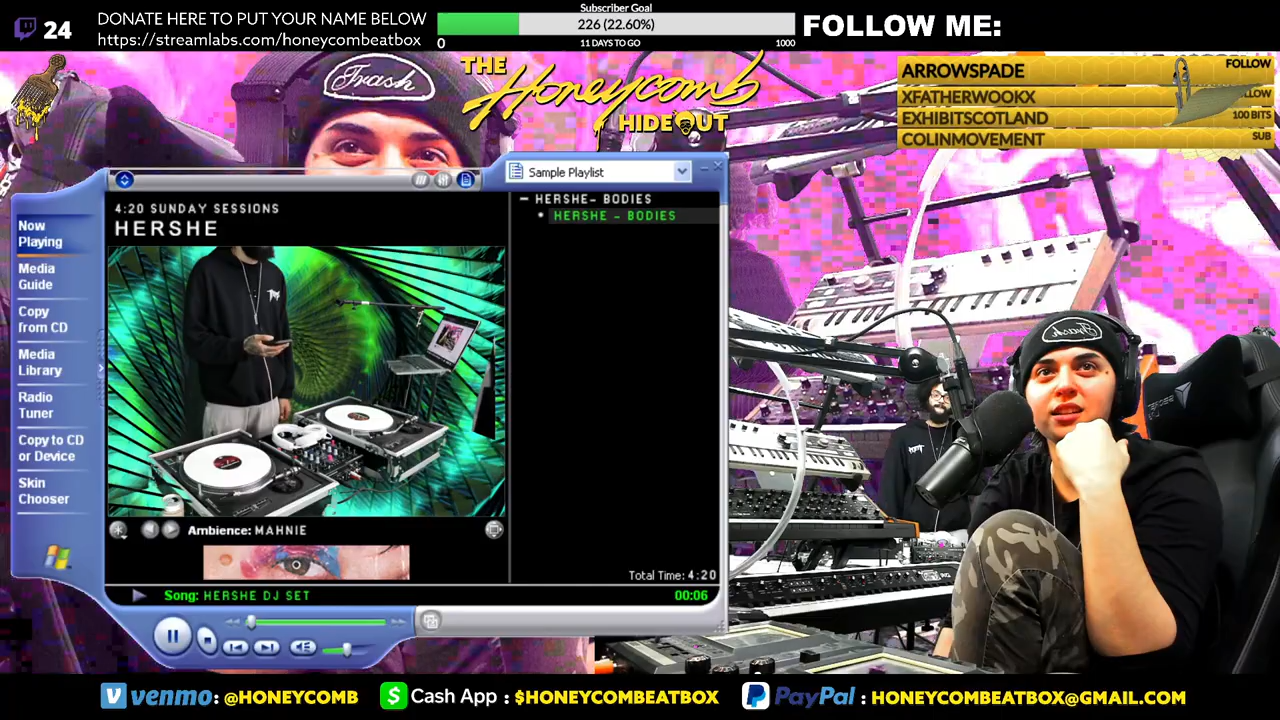 24
DONATE HERE TO PUT YOUR NAME BELOW
https://streamlabs.com/honeycombeatbox
Subscriber Goal
226 (22.60%)
0
11 DAYS TO GO
1000
FOLLOW ME:
ARROWSPADE
FOLLOW
XFATHERWOOKX
EXHIBITSCOTLAND
100 BITS
COLINMOVEMENT
SUB
THE
Honeycomb
HIDEOUT
Trash
Sample Playlist
HERSHE- BODIES
HERSHE - BODIES
4:20 SUNDAY SESSIONS
HERSHE
Now
Playing
Media
Guide
Copy
from CD
Media
Library
Radio
Tuner
Copy to CD
or Device
Skin
Chooser
Ambience: MAHNIE
Total Time: 4:20
Song: HERSHE DJ SET
00:06
venmo: @HONEYCOMB
Cash App : $HONEYCOMBEATBOX
PayPal : HONEYCOMBEATBOX@GMAIL.COM